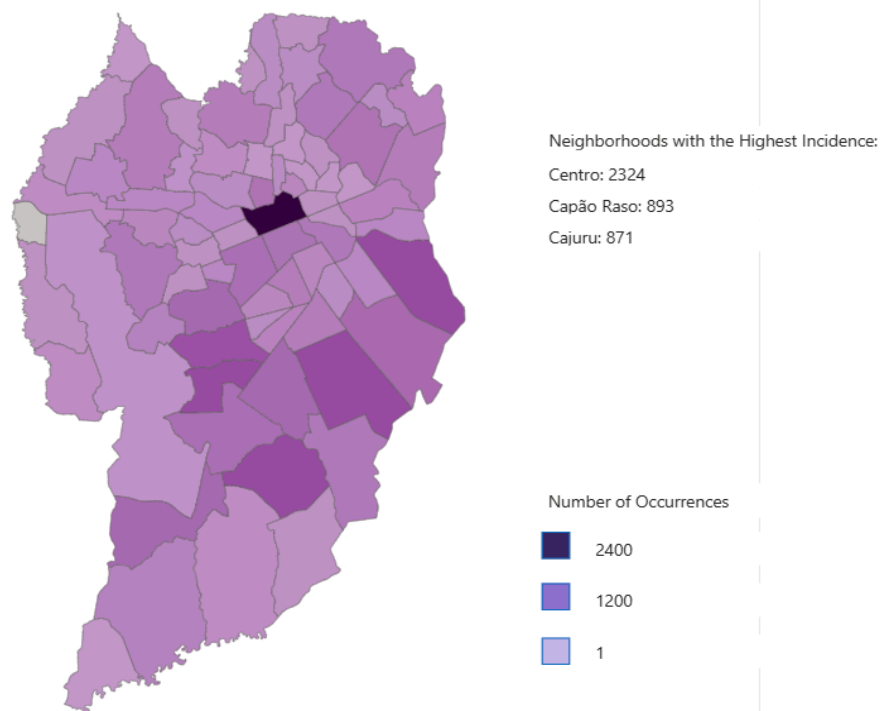 Neighborhoods with the Highest Incidence:
Centro: 2324
Capão Raso: 893
Cajuru: 871
Number of Occurrences
2400
1200
1